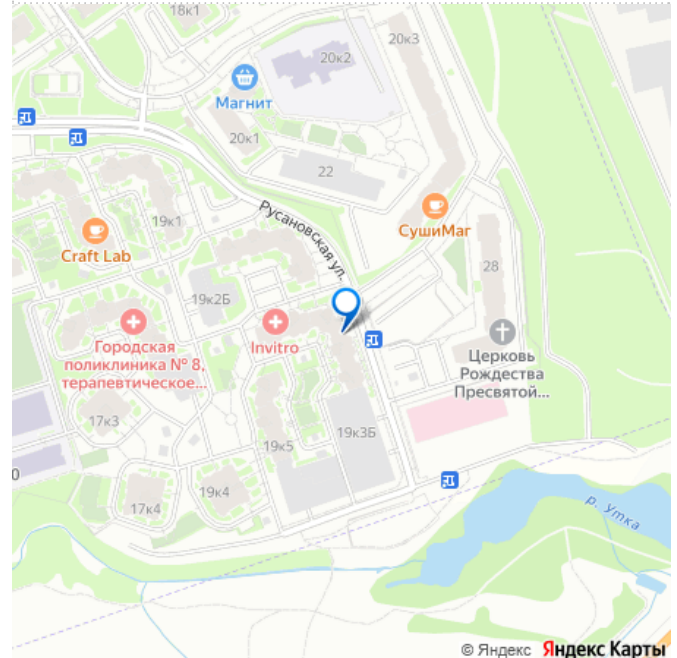 18к1
20к3
20к2
Магнит
20к1
22
Русановская ул.
19к1
СушиМаг
Craft Lab
28
19к2Б
Городская
поликлиника № 8,
терапевтическое...
Invitro
Церковь
Рождества
Пресвятой...
17к3
19к5
19к3Б
0
19к4
17к4
р. Утка
© Яндекс Яндекс Карты